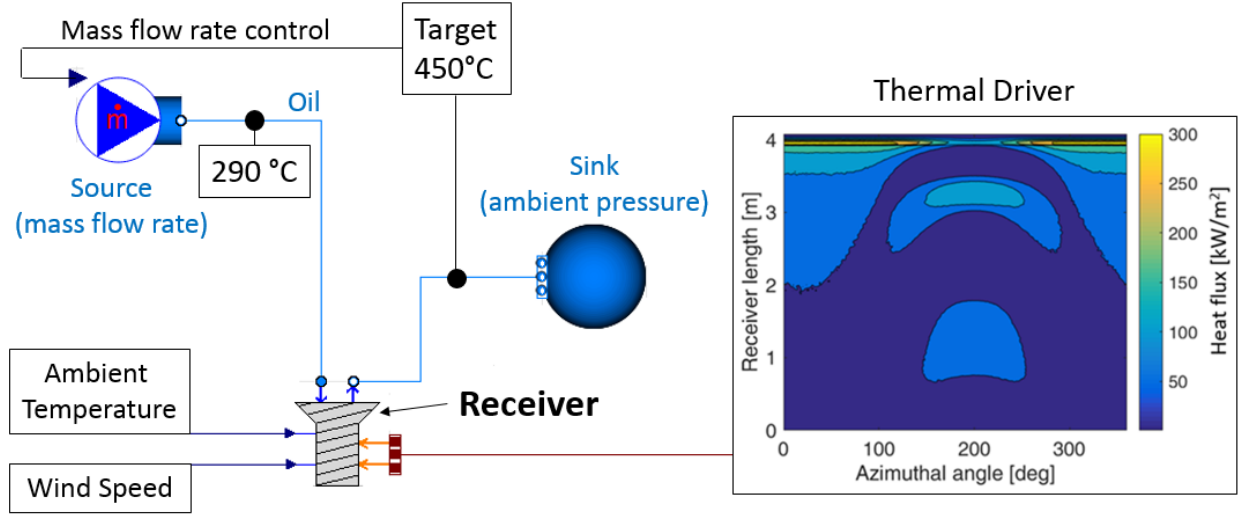 Mass flow rate control
Target
450°C
ṁ
Oil
290 °C
Source
(mass flow rate)
Sink
(ambient pressure)
Ambient
Temperature
Wind Speed
Receiver
Thermal Driver
Receiver length [m]
4
3
2
1
0
0
100
200
300
Azimuthal angle [deg]
300
250
200
150
100
50
Heat flux [kW/m²]